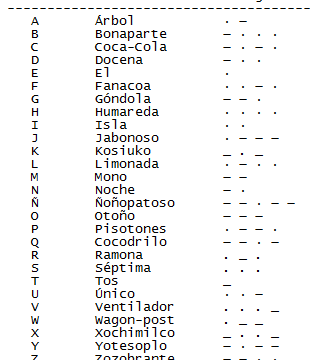 ----------------------------------------
A Árbol . –
B Bonaparte – . . .
C Coca-Cola – . – .
D Docena – . .
E El .
F Fanacoa . . – .
G Góndola – – .
H Humareda . . . .
I Isla . .
J Jabonoso . – – –
K Kosiuko _ . _
L Limonada . – . .
M Mono – –
N Noche – .
Ñ Ñoñopatoso – – . – –
O Otoño – – –
P Pisotones . – – .
Q Cocodrilo – – . –
R Ramona . _ .
S Séptima . . .
T Tos _
U Único . . –
V Ventilador . . . _
W Wagon-post . _ _
X Xochimilco _ . . _
Y Yotesoplo – . – –
Z Zozobrante – – . .